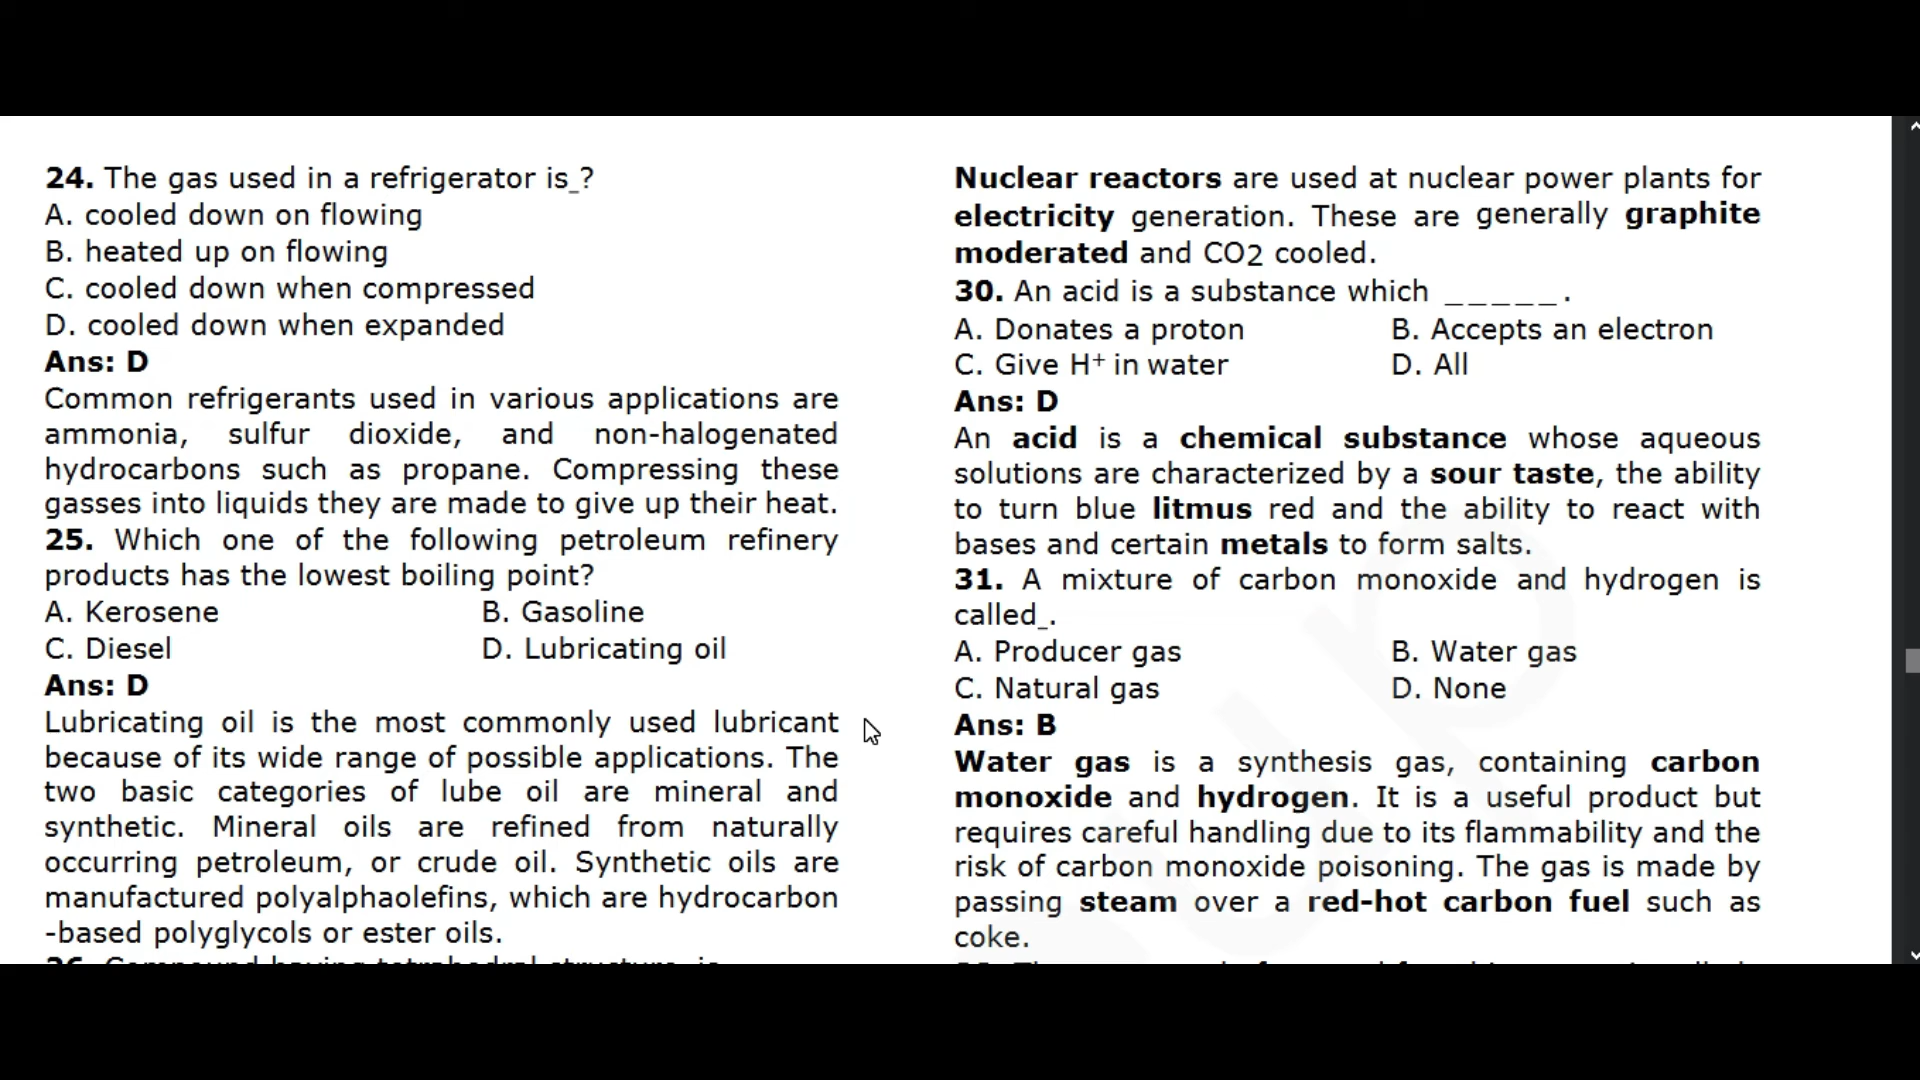 24. The gas used in a refrigerator is_?
A. cooled down on flowing
B. heated up on flowing
C. cooled down when compressed
D. cooled down when expanded
Ans: D
Common refrigerants used in various applications are
ammonia, sulfur dioxide, and non-halogenated
hydrocarbons such as propane. Compressing these
gasses into liquids they are made to give up their heat.
25. Which one of the following petroleum refinery
products has the lowest boiling point?
A. Kerosene B. Gasoline
C. Diesel D. Lubricating oil
Ans: D
Lubricating oil is the most commonly used lubricant
because of its wide range of possible applications. The
two basic categories of lube oil are mineral and
synthetic. Mineral oils are refined from naturally
occurring petroleum, or crude oil. Synthetic oils are
manufactured polyalphaolefins, which are hydrocarbon
-based polyglycols or ester oils.
26. Compound having tetrahedral structure is
Nuclear reactors are used at nuclear power plants for
electricity generation. These are generally graphite
moderated and CO2 cooled.
30. An acid is a substance which _____.
A. Donates a proton B. Accepts an electron
C. Give H+ in water D. All
Ans: D
An acid is a chemical substance whose aqueous
solutions are characterized by a sour taste, the ability
to turn blue litmus red and the ability to react with
bases and certain metals to form salts.
31. A mixture of carbon monoxide and hydrogen is
called_.
A. Producer gas B. Water gas
C. Natural gas D. None
Ans: B
Water gas is a synthesis gas, containing carbon
monoxide and hydrogen. It is a useful product but
requires careful handling due to its flammability and the
risk of carbon monoxide poisoning. The gas is made by
passing steam over a red-hot carbon fuel such as
coke.